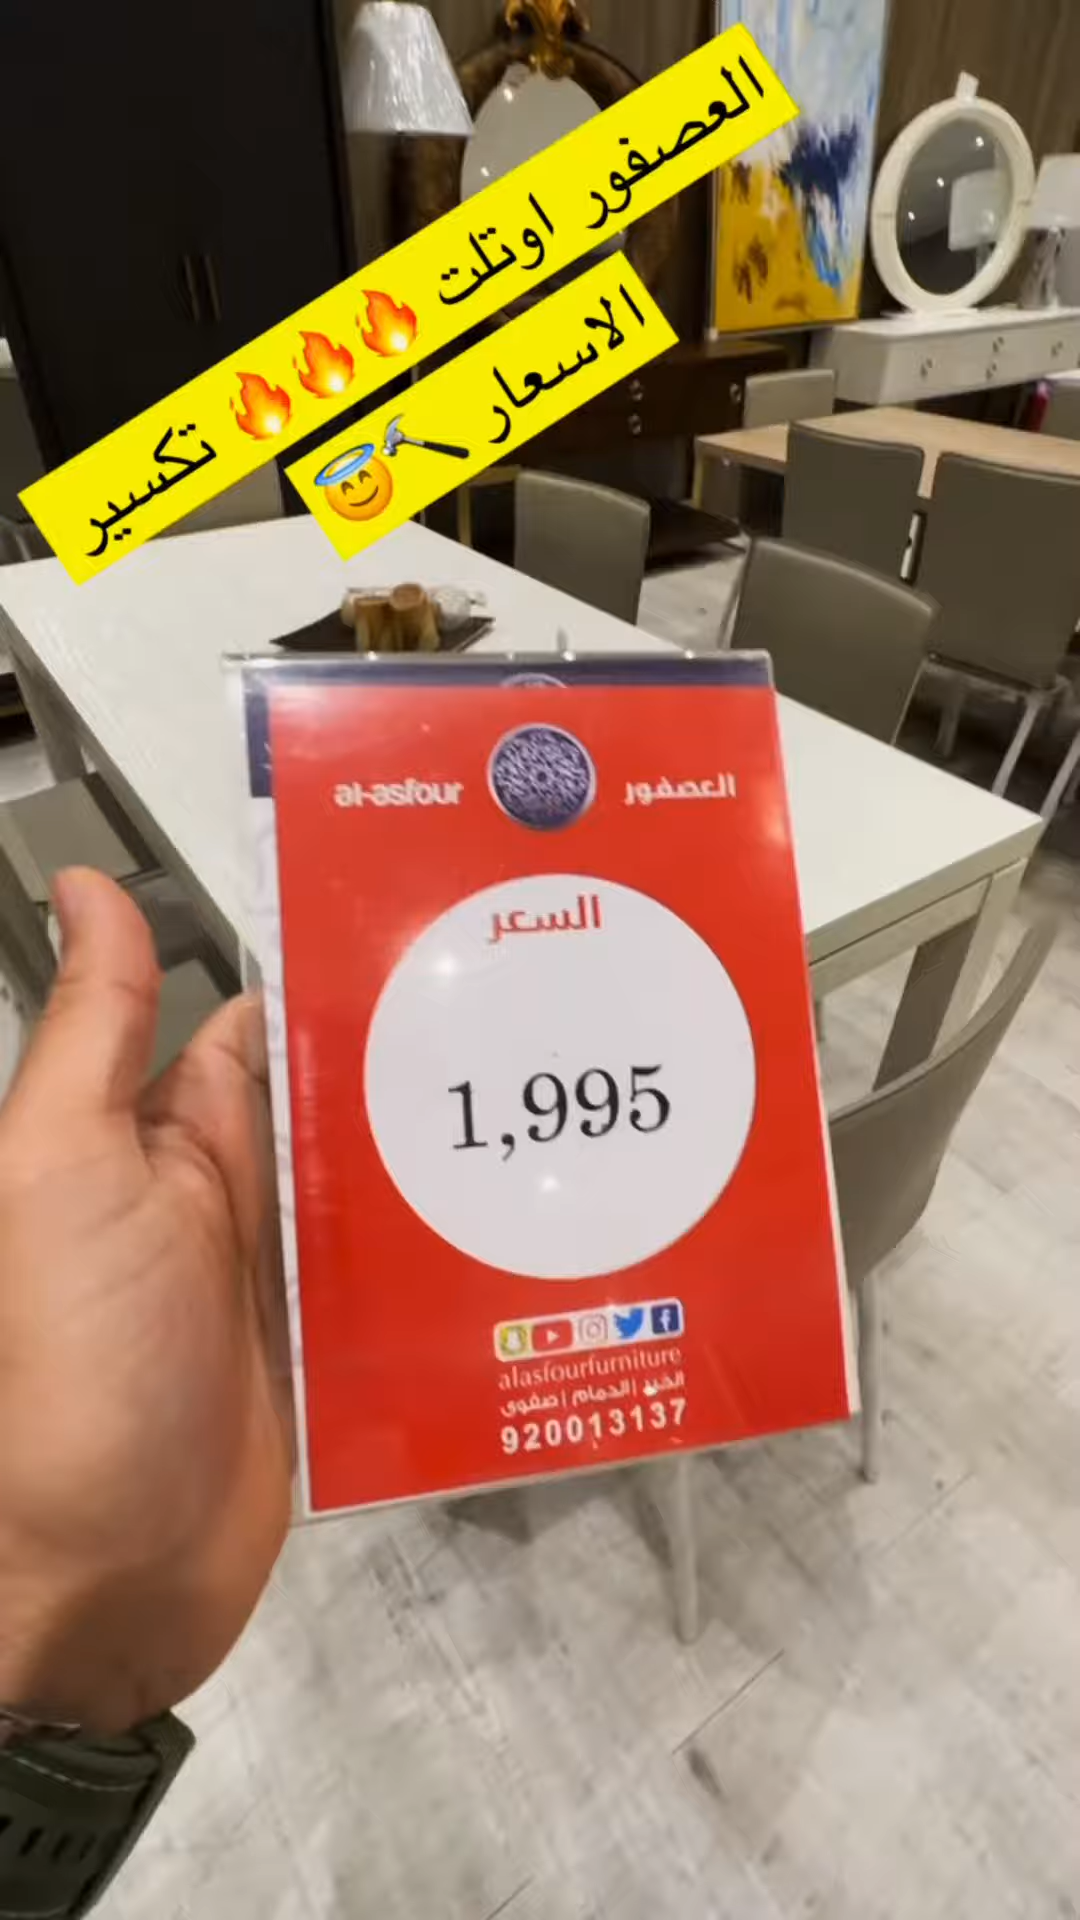 العصفور اوتلت 🔥🔥🔥 تكسير
الاسعار 🔨😇
al-asfour العصفور
السعر
1,995
alasfourfurniture
الخبر | الدمام | صفوى
920013137